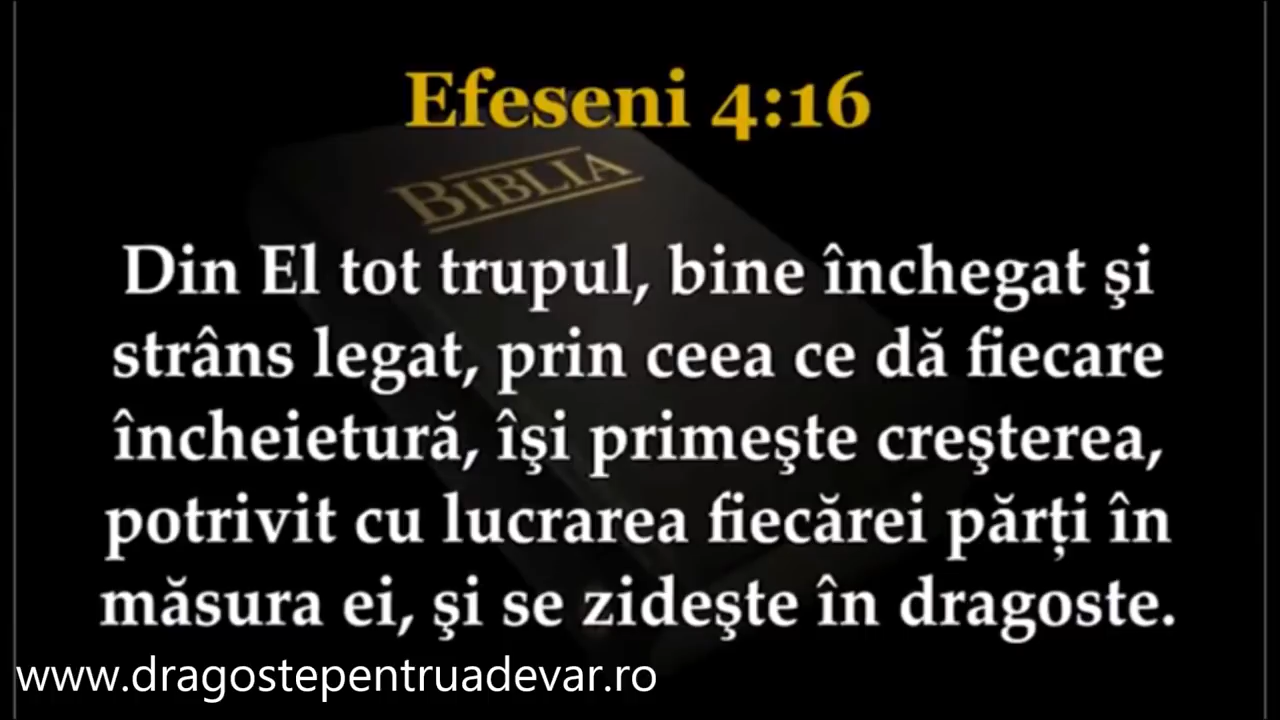 Efeseni 4:16
BIBLIA
Din El tot trupul, bine închegat şi
strâns legat, prin ceea ce dă fiecare
încheietură, îşi primeşte creşterea,
potrivit cu lucrarea fiecărei părți în
măsura ei, şi se zideşte în dragoste.
www.dragostepentruadevar.ro